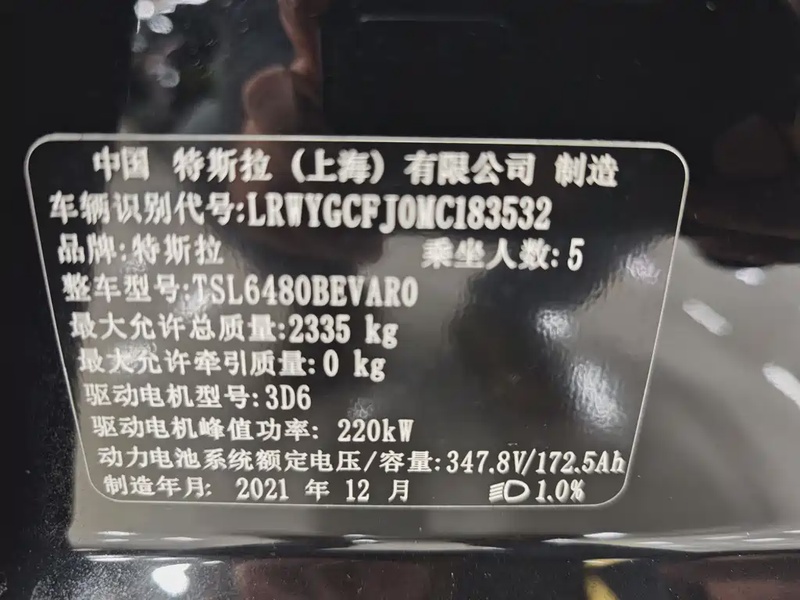 中国 特斯拉（上海）有限公司 制造
车辆识别代号:LRWYGCFJ0MC183532
品牌:特斯拉 乘坐人数:5
整车型号:TSL6480BEVAR0
最大允许总质量:2335 kg
最大允许牵引质量:0 kg
驱动电机型号:3D6
驱动电机峰值功率: 220kW
动力电池系统额定电压/容量:347.8V/172.5Ah
制造年月: 2021 年 12 月 1.0%